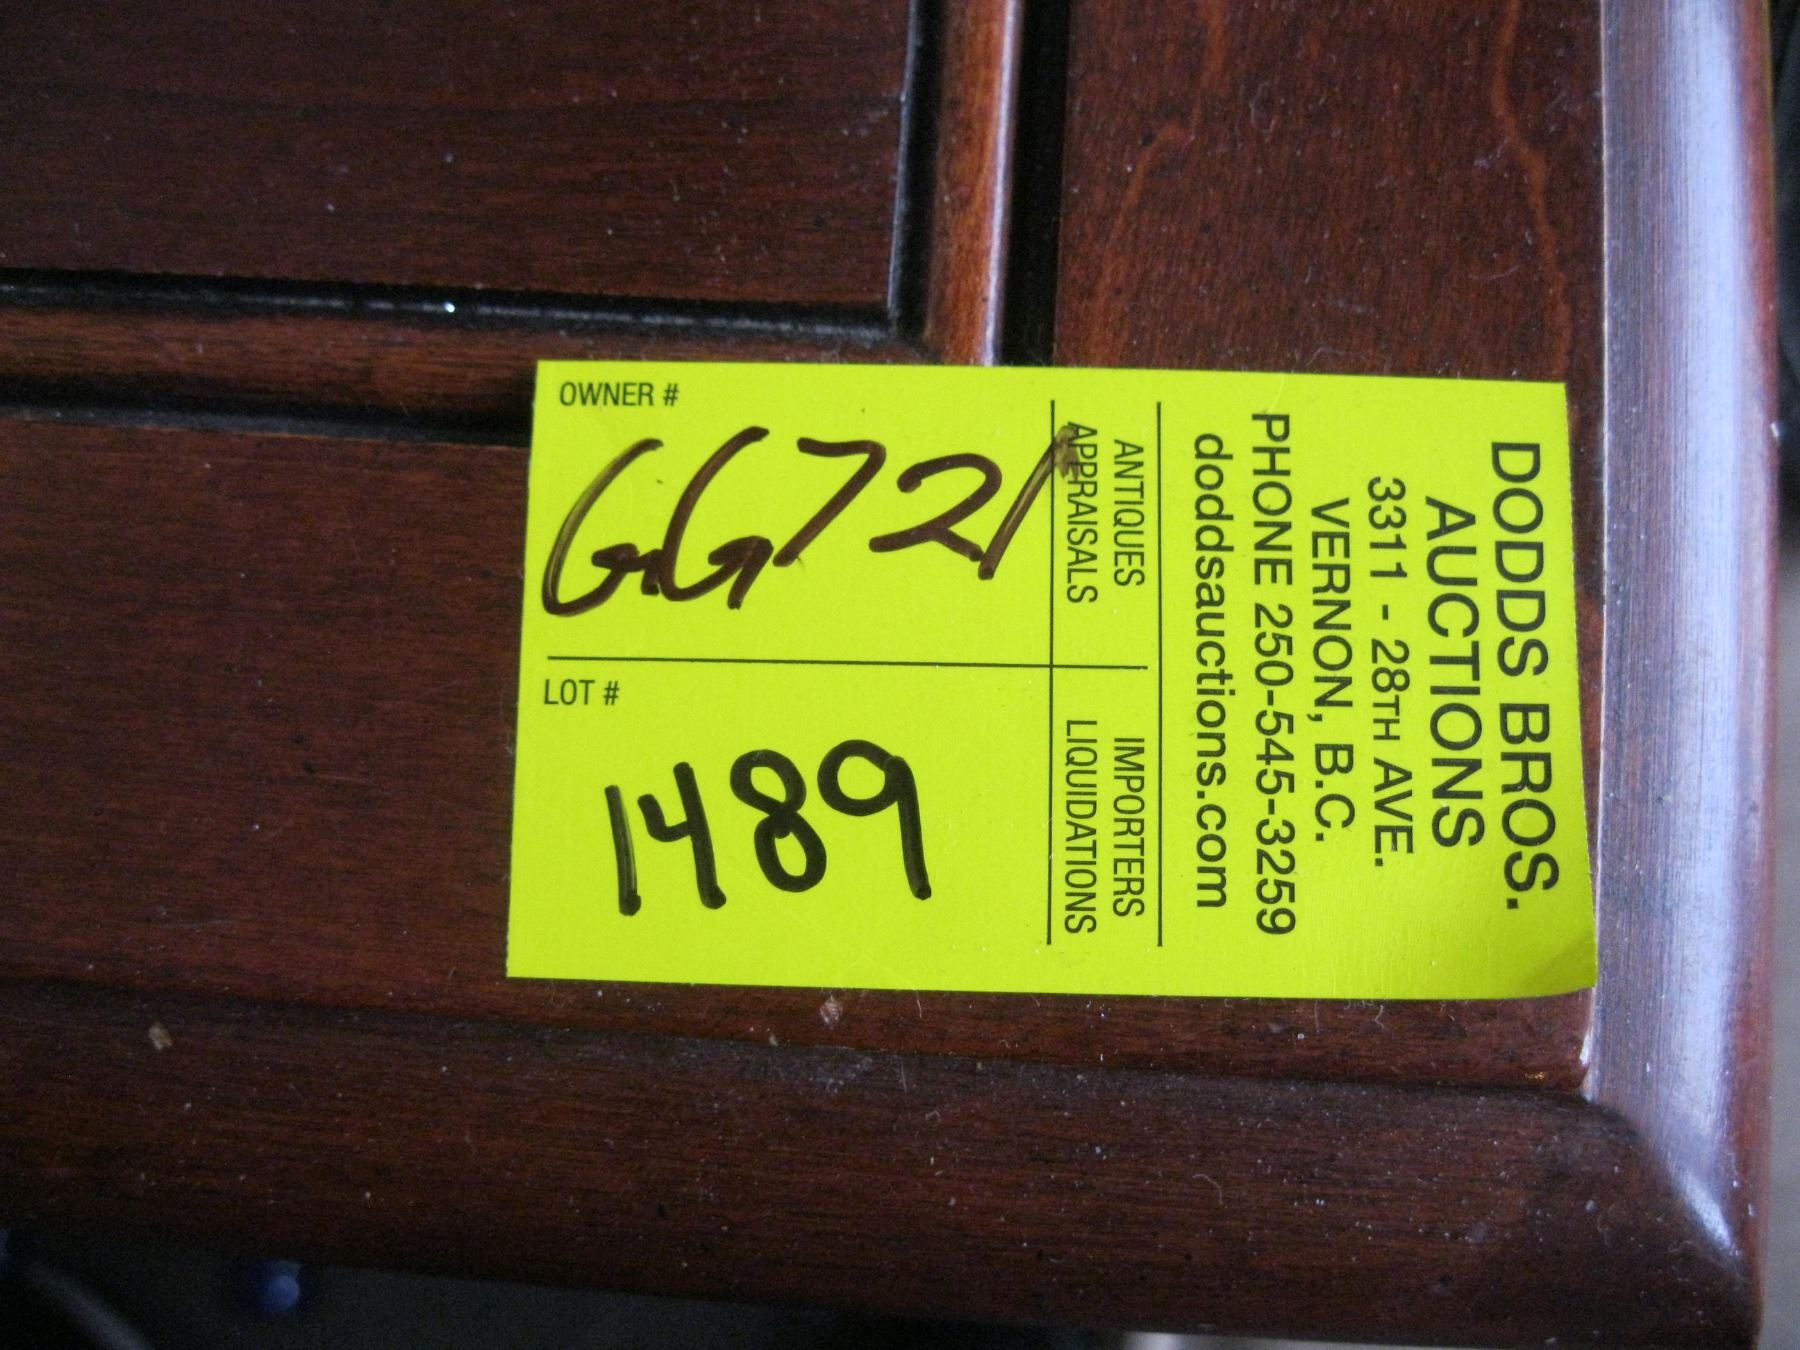 OWNER #
GG721
LOT #
1489
DODDS BROS.
AUCTIONS
3311 - 28TH AVE.
VERNON, B.C.
PHONE 250-545-3259
doddsauctions.com
ANTIQUES IMPORTERS
APPRAISALS LIQUIDATIONS